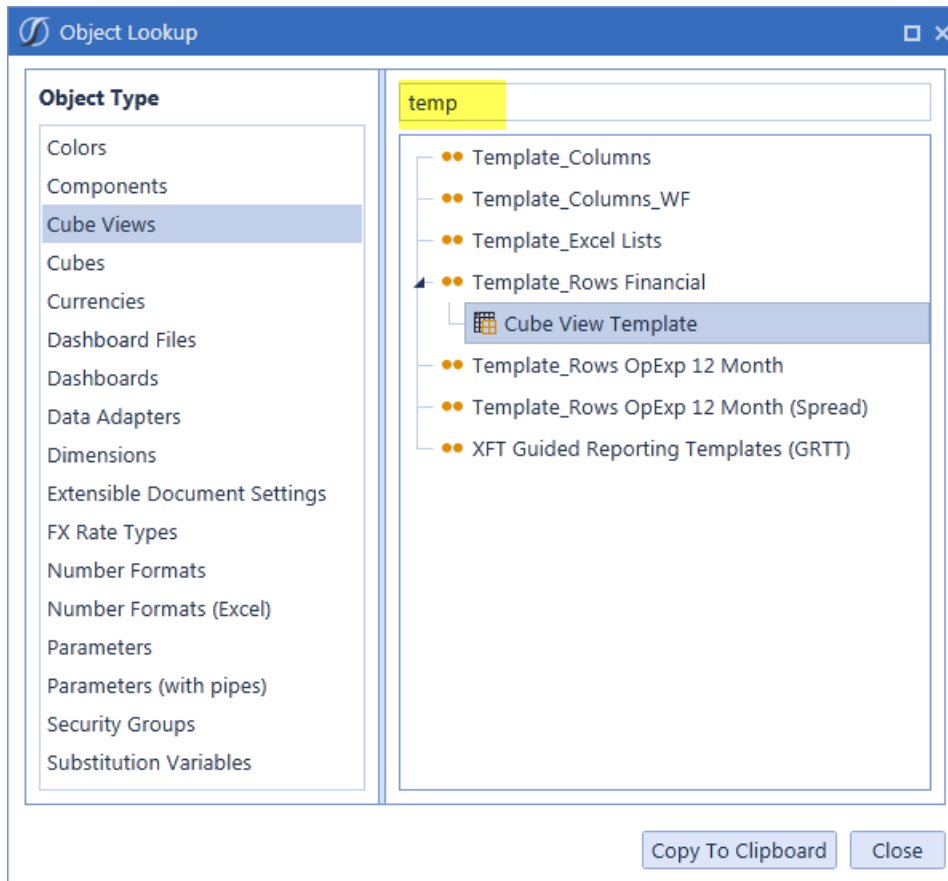 Object Lookup
Object Type
Colors
Components
Cube Views
Cubes
Currencies
Dashboard Files
Dashboards
Data Adapters
Dimensions
Extensible Document Settings
FX Rate Types
Number Formats
Number Formats (Excel)
Parameters
Parameters (with pipes)
Security Groups
Substitution Variables
temp
Template_Columns
Template_Columns_WF
Template_Excel Lists
Template_Rows Financial
Cube View Template
Template_Rows OpExp 12 Month
Template_Rows OpExp 12 Month (Spread)
XFT Guided Reporting Templates (GRTT)
Copy To Clipboard
Close